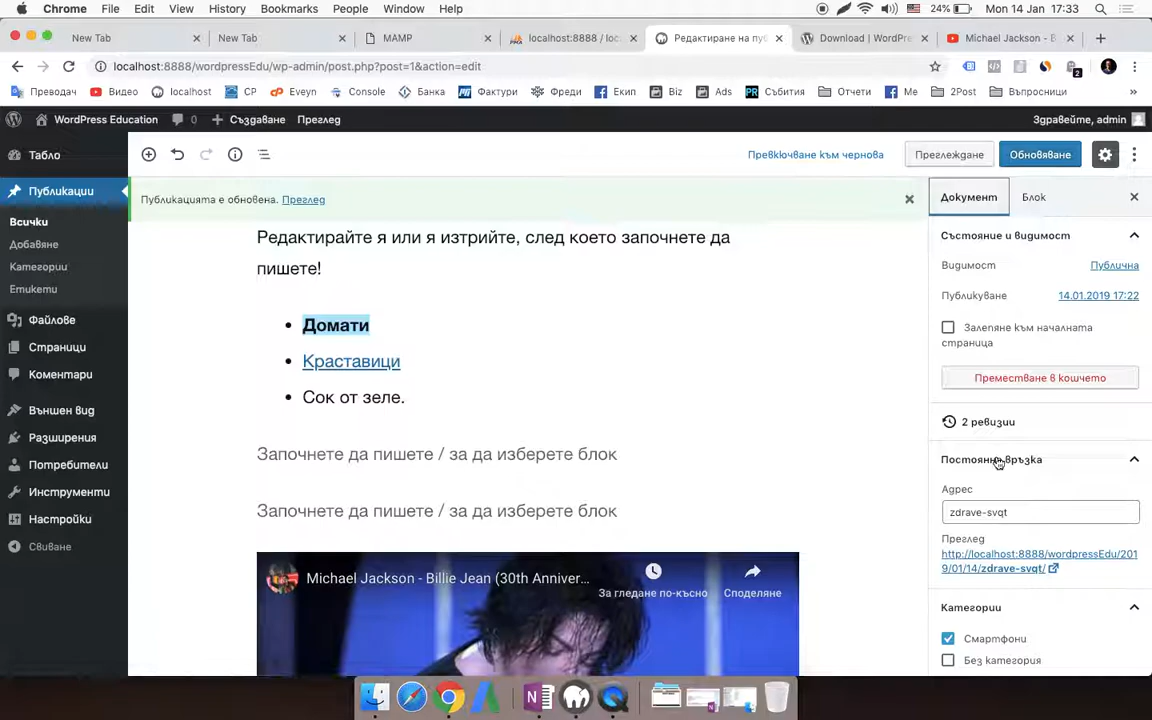 Chrome File Edit View History Bookmarks People Window Help 24% Mon 14 Jan 17:33
New Tab New Tab MAMP localhost:8888 / loc Редактиране на пуб Download | WordPre Michael Jackson - B
localhost:8888/wordpressEdu/wp-admin/post.php?post=1&action=edit 2
Преводач Видео localhost CP Eveyn Console Банка Фактури Фреди Екип Biz Ads Събития Отчети Me 2Post Въпросници »
WordPress Education 0 Създаване Преглед Здравейте, admin
Табло
Публикации
Всички
Добавяне
Категории
Етикети
Файлове
Страници
Коментари
Външен вид
Разширения
Потребители
Инструменти
Настройки
Свиване
Превключване към чернова Преглеждане Обновяване
Публикацията е обновена. Преглед
Редактирайте я или я изтрийте, след което започнете да
пишете!
• Домати
• Краставици
• Сок от зеле.
Започнете да пишете / за да изберете блок
Започнете да пишете / за да изберете блок
Michael Jackson - Billie Jean (30th Anniver...
За гледане по-късно Споделяне
Документ Блок
Състояние и видимост
Видимост Публична
Публикуване 14.01.2019 17:22
Залепяне към началната
страница
Преместване в кошчето
2 ревизии
Постоянна връзка
Адрес
zdrave-svqt
Преглед
http://localhost:8888/wordpressEdu/201
9/01/14/zdrave-svqt/
Категории
Смартфони
Без категория